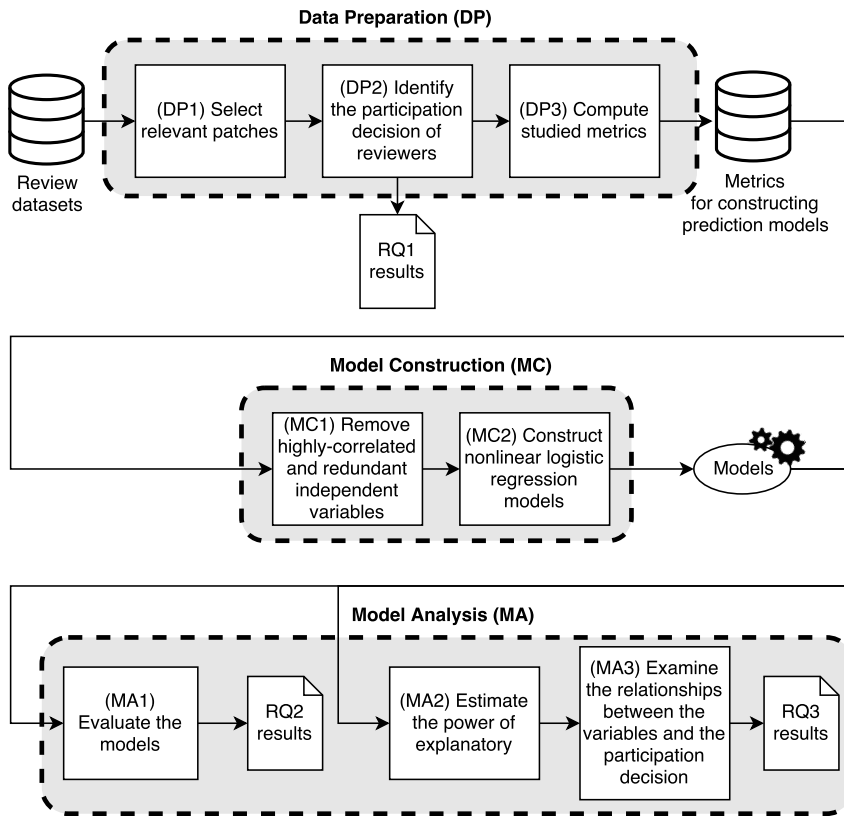 Data Preparation (DP)
(DP1) Select
relevant patches
(DP2) Identify
the participation
decision of
reviewers
(DP3) Compute
studied metrics
Review
datasets
Metrics
for constructing
prediction models
RQ1
results
Model Construction (MC)
(MC1) Remove
highly-correlated
and redundant
independent
variables
(MC2) Construct
nonlinear logistic
regression
models
Models
Model Analysis (MA)
(MA1)
Evaluate the
models
RQ2
results
(MA2) Estimate
the power of
explanatory
(MA3) Examine
the relationships
between the
variables and the
participation
decision
RQ3
results